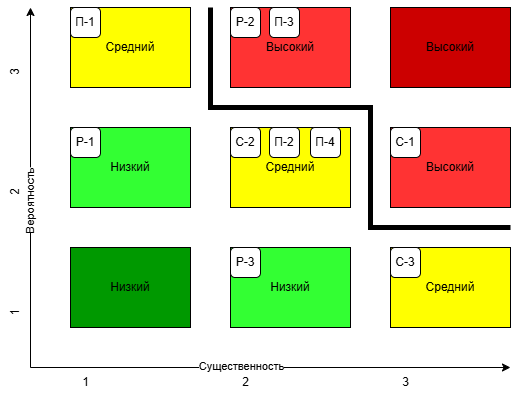 П-1
Р-2
П-3
Средний
Высокий
Высокий
3
Р-1
С-2
П-2
П-4
С-1
Низкий
Средний
Высокий
2
Вероятность
Р-3
С-3
Низкий
Низкий
Средний
1
Существенность
1
2
3